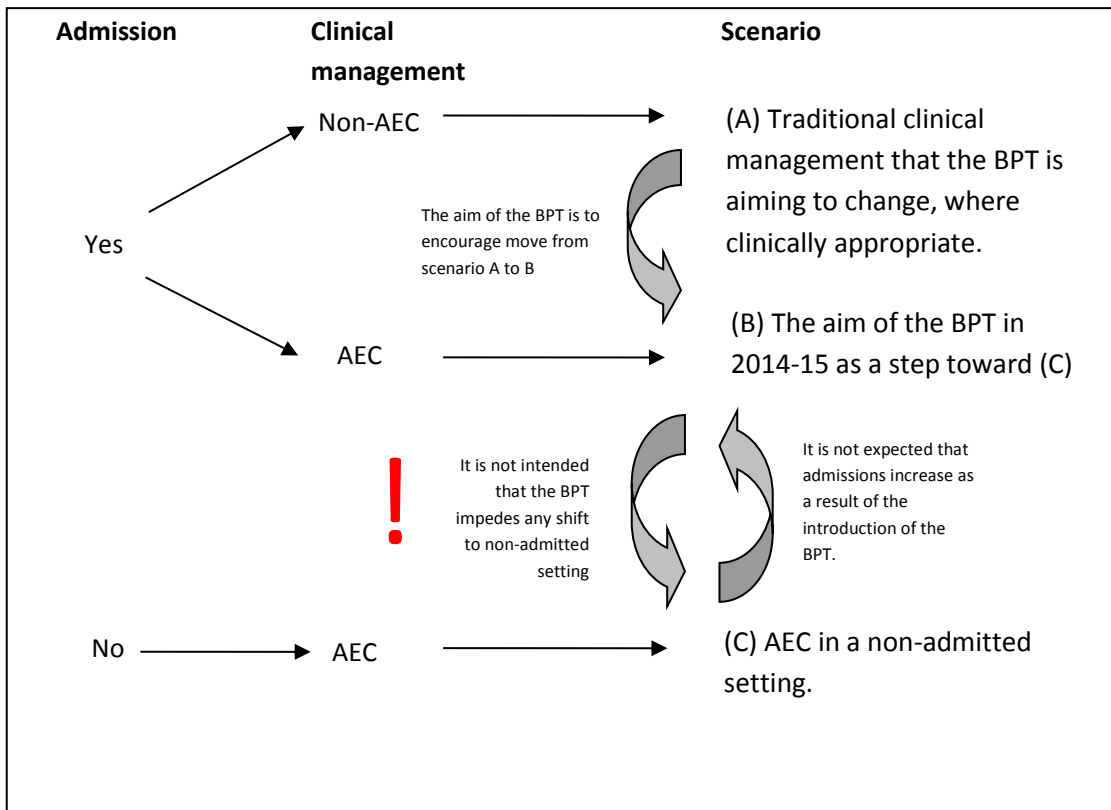 Admission
Clinical
management
Scenario
Non-AEC
(A) Traditional clinical
management that the BPT is
aiming to change, where
clinically appropriate.
The aim of the BPT is to
encourage move from
scenario A to B
Yes
AEC
(B) The aim of the BPT in
2014-15 as a step toward (C)
!
It is not intended
that the BPT
impedes any shift
to non-admitted
setting
It is not expected that
admissions increase as
a result of the
introduction of the
BPT.
No
AEC
(C) AEC in a non-admitted
setting.